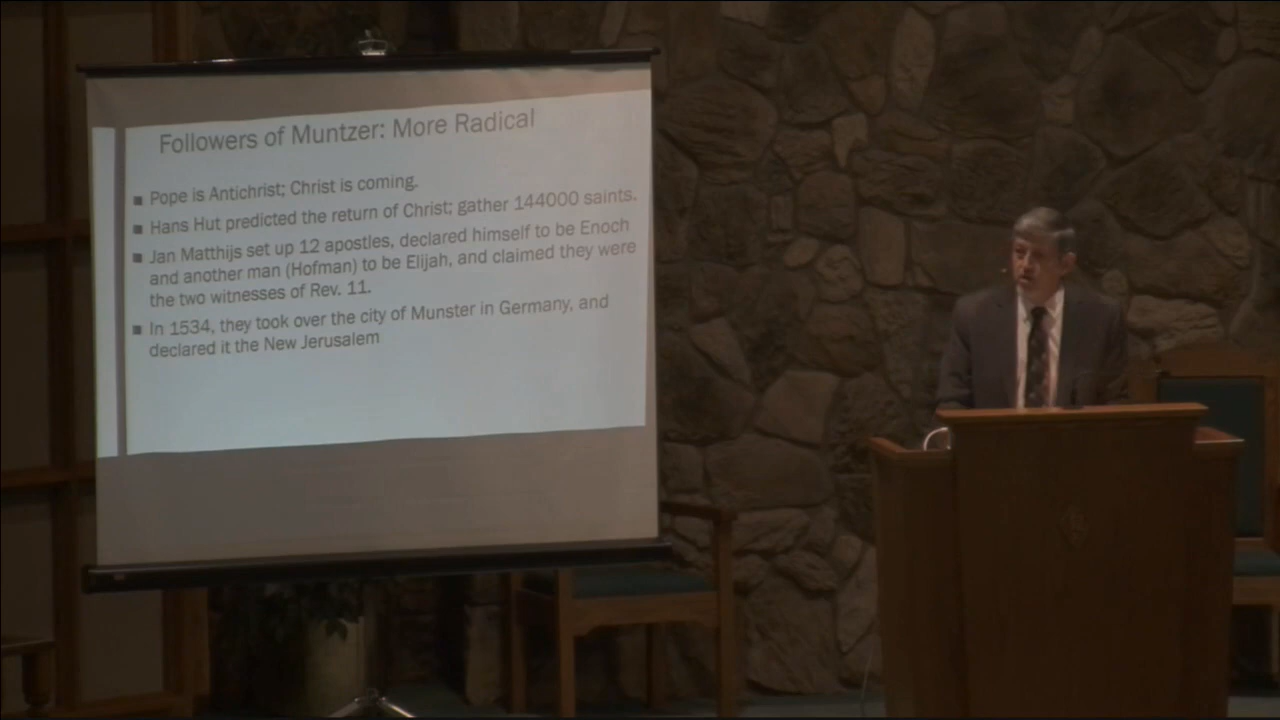 Followers of Muntzer: More Radical
■ Pope is Antichrist; Christ is coming.
■ Hans Hut predicted the return of Christ; gather 144000 saints.
■ Jan Matthijs set up 12 apostles, declared himself to be Enoch
and another man (Hofman) to be Elijah, and claimed they were
the two witnesses of Rev. 11.
■ In 1534, they took over the city of Munster in Germany, and
declared it the New Jerusalem